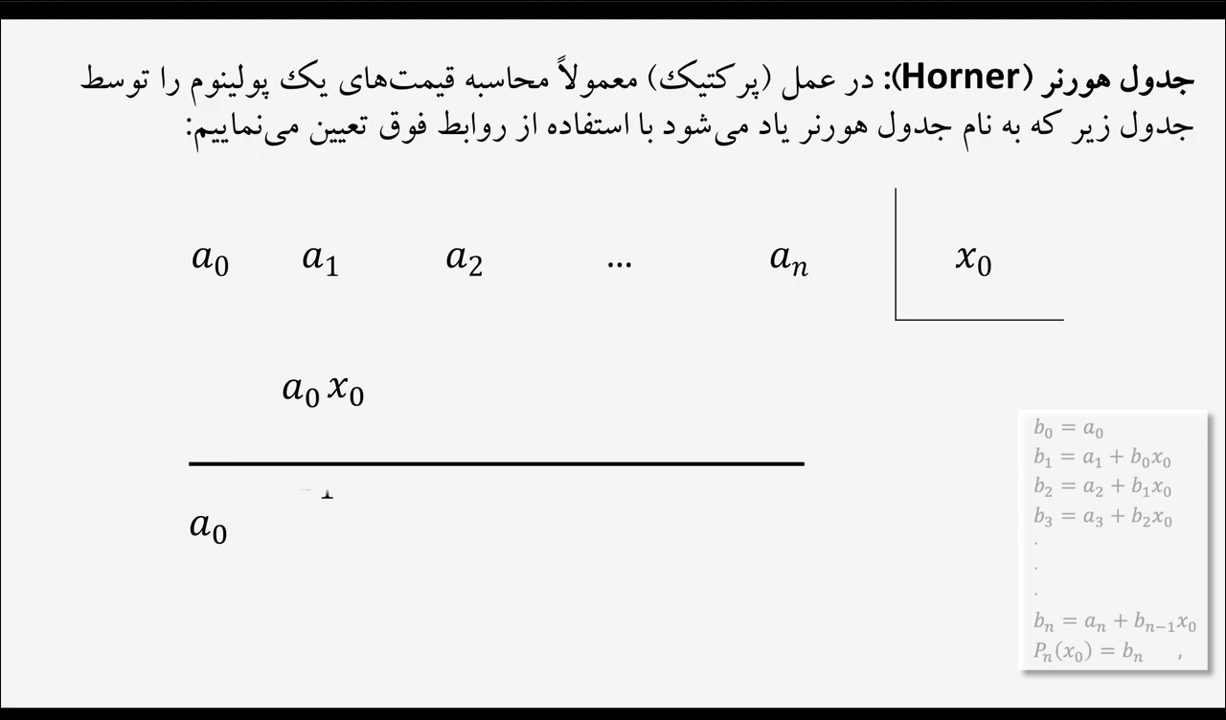 جدول هورنر (Horner): در عمل (پرکتیک) معمولاً محاسبه قیمت‌های یک پولینوم را توسط
جدول زیر که به نام جدول هورنر یاد می‌شود با استفاده از روابط فوق تعیین می‌نماییم:
a₀ a₁ a₂ ... aₙ x₀
a₀ x₀
a₀
b₀ = a₀
b₁ = a₁ + b₀x₀
b₂ = a₂ + b₁x₀
b₃ = a₃ + b₂x₀
.
.
.
bₙ = aₙ + bₙ₋₁x₀
Pₙ(x₀) = bₙ ,